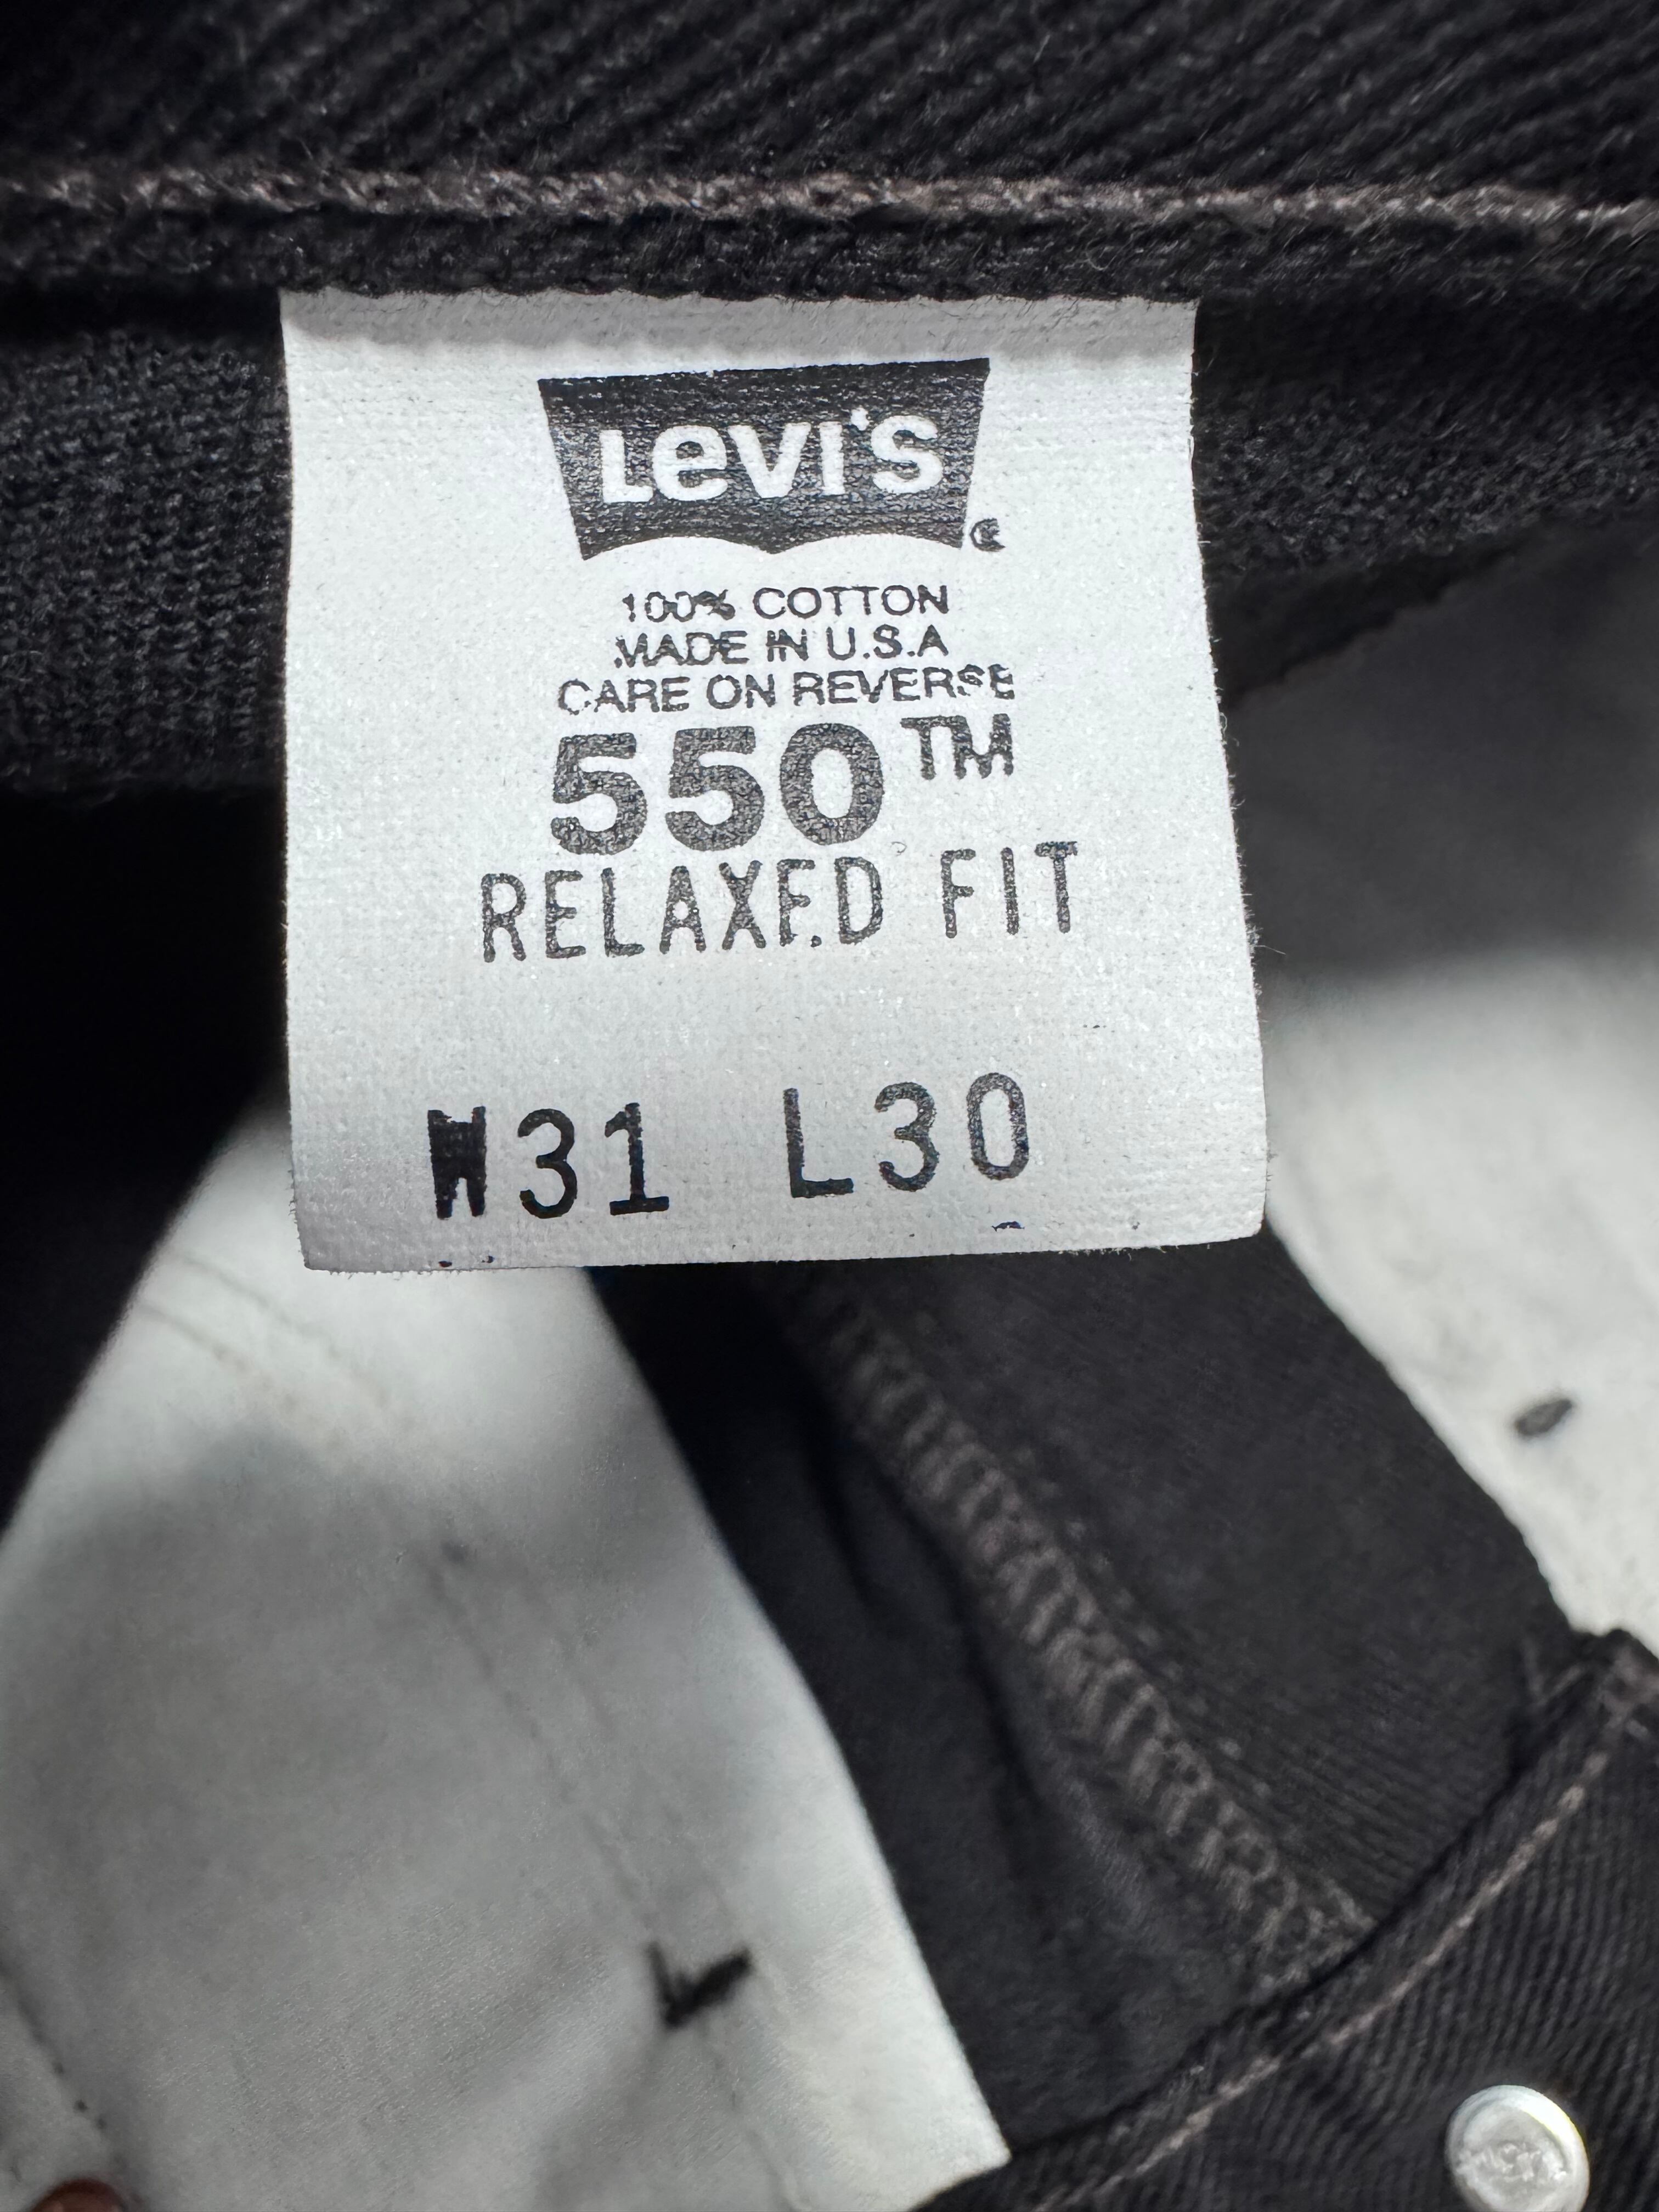 Levi's
100% COTTON
MADE IN U.S.A
CARE ON REVERSE
550™
RELAXED FIT
W31 L30